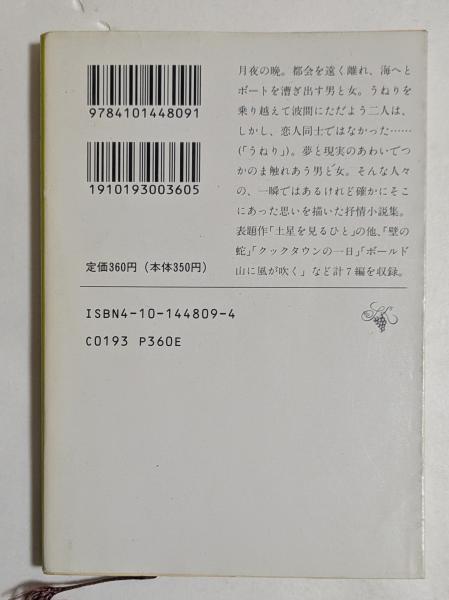 9784101448091
1910193003605
定価360円（本体350円）
月夜の晩。都会を遠く離れ、海へと
ボートを漕ぎ出す男と女。うねりを
乗り越えて波間にただよう二人は、
しかし、恋人同士ではなかった……
(「うねり」)。夢と現実のあわいでつ
かのま触れあう男と女。そんな人々
の、一瞬ではあるけれど確かにそこ
にあった思いを描いた抒情小説集。
表題作「土星を見るひと」の他、「壁の
蛇」「クックタウンの一日」「ボールド
山に風が吹く」など計7編を収録。
ISBN4-10-144809-4
C0193 P360E